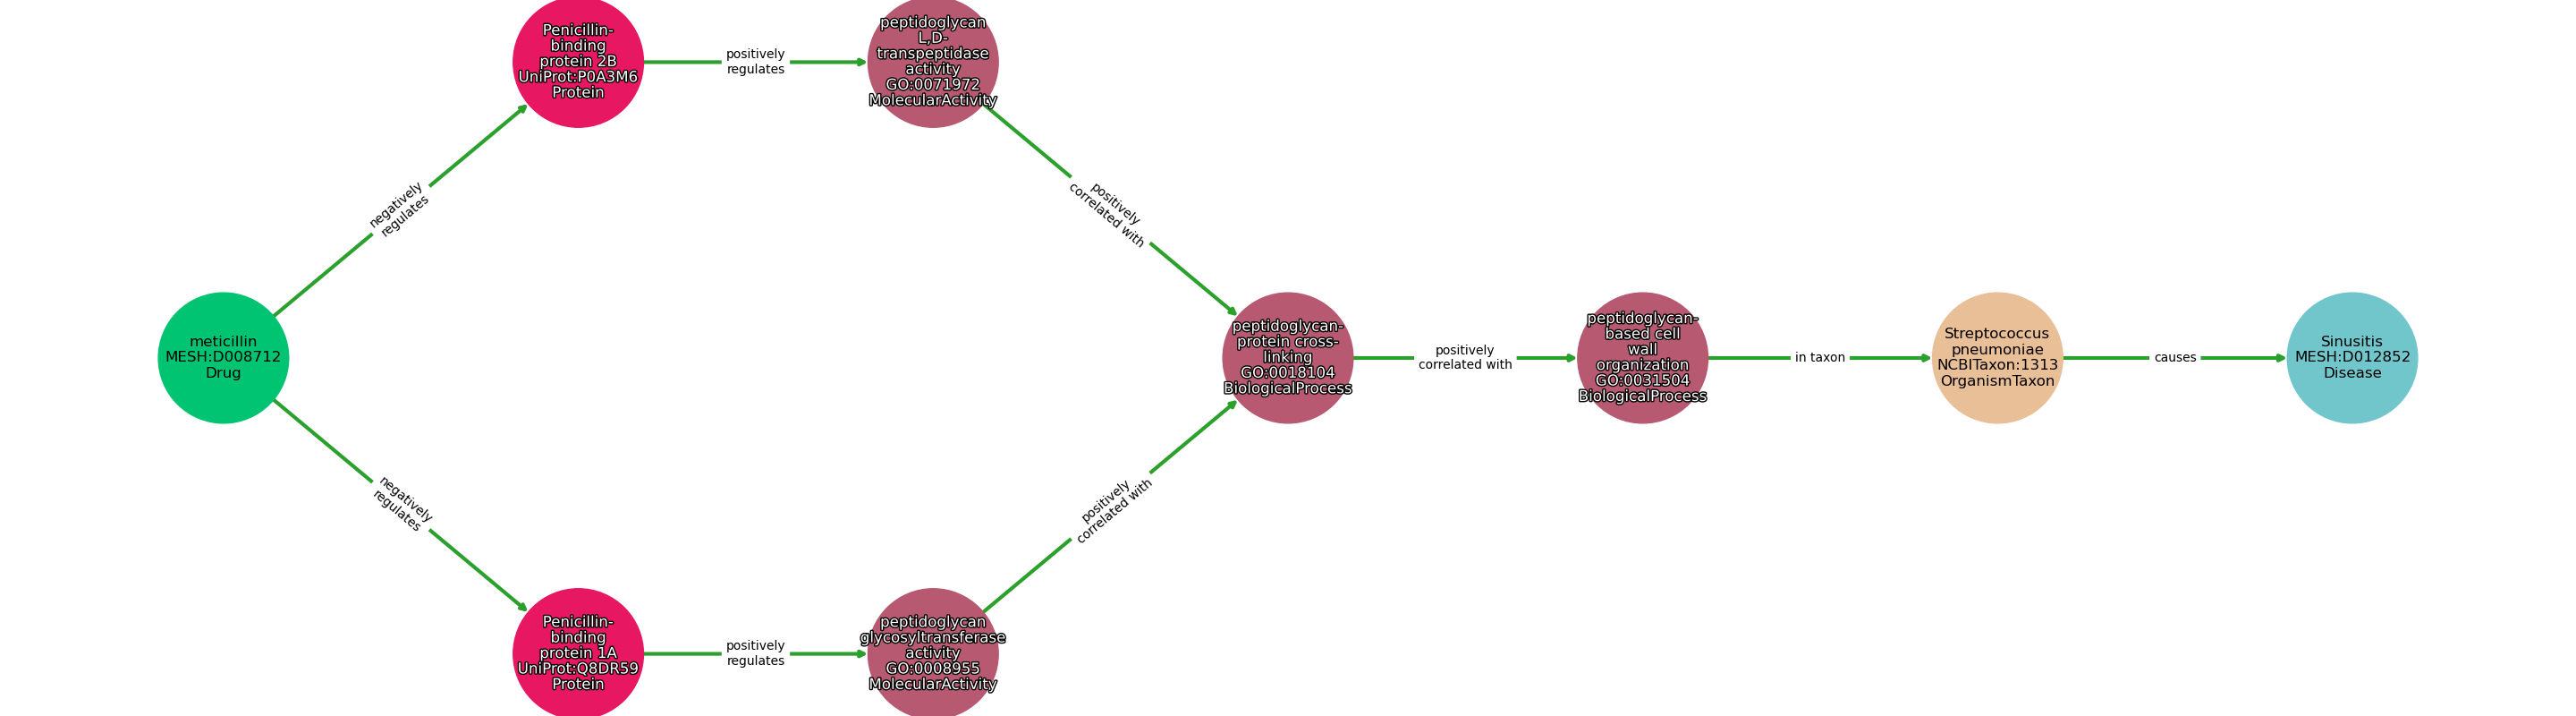 Penicillin-
binding
protein 2B
UniProt:P0A3M6
Protein
positively
regulates
peptidoglycan
L,D-
transpeptidase
activity
GO:0071972
MolecularActivity
negatively
regulates
positively
correlated with
meticillin
MESH:D008712
Drug
peptidoglycan-
protein cross-
linking
GO:0018104
BiologicalProcess
positively
correlated with
peptidoglycan-
based cell
wall
organization
GO:0031504
BiologicalProcess
in taxon
Streptococcus
pneumoniae
NCBITaxon:1313
OrganismTaxon
causes
Sinusitis
MESH:D012852
Disease
negatively
regulates
positively
correlated with
Penicillin-
binding
protein 1A
UniProt:Q8DR59
Protein
positively
regulates
peptidoglycan
glycosyltransferase
activity
GO:0008955
MolecularActivity